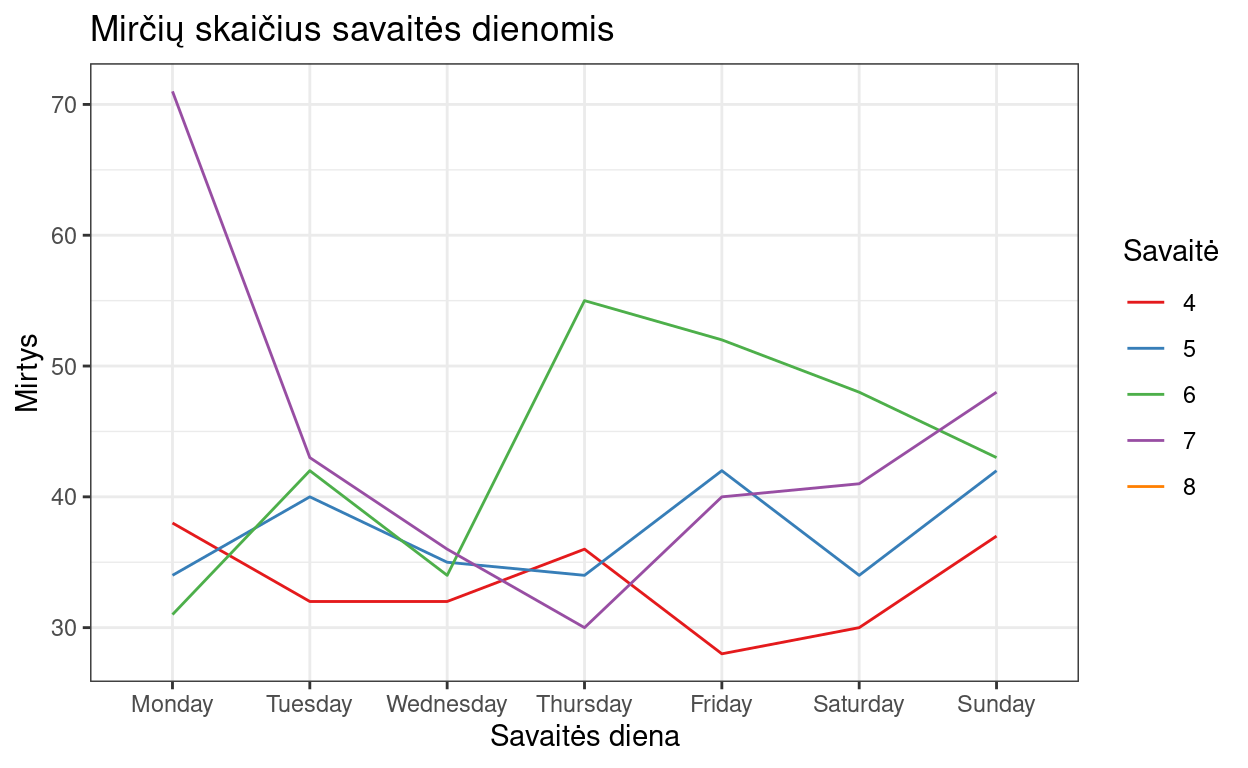 Mirčių skaičius savaitės dienomis
Mirtys
70
60
50
40
30
Monday Tuesday Wednesday Thursday Friday Saturday Sunday
Savaitės diena
Savaitė
4
5
6
7
8